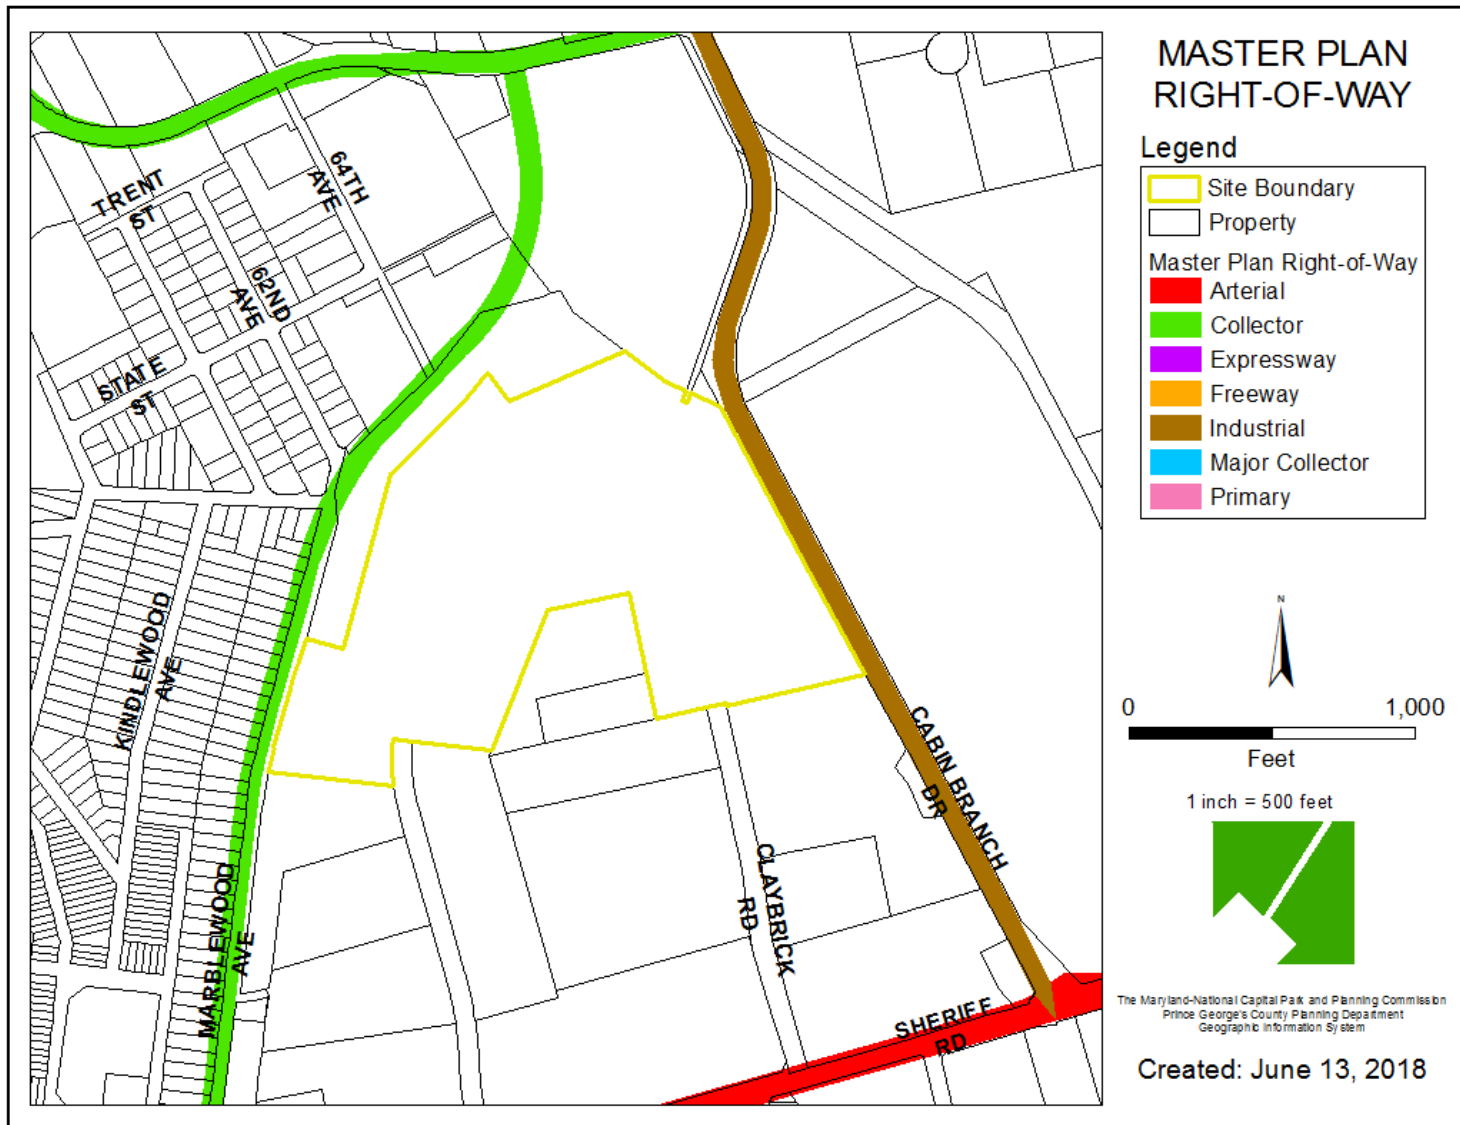 MASTER PLAN
RIGHT-OF-WAY
Legend
Site Boundary
Property
Master Plan Right-of-Way
Arterial
Collector
Expressway
Freeway
Industrial
Major Collector
Primary
N
0 1,000
Feet
1 inch = 500 feet
The Maryland-National Capital Park and Planning Commission
Prince George's County Planning Department
Geographic Information System
Created: June 13, 2018
TRENT
ST
64TH
AVE
62ND
AVE
STATE
ST
KINDLEWOOD
AVE
MARBLEWOOD
AVE
CABIN BRANCH
DR
CLAYBRICK
RD
SHERIFF
RD